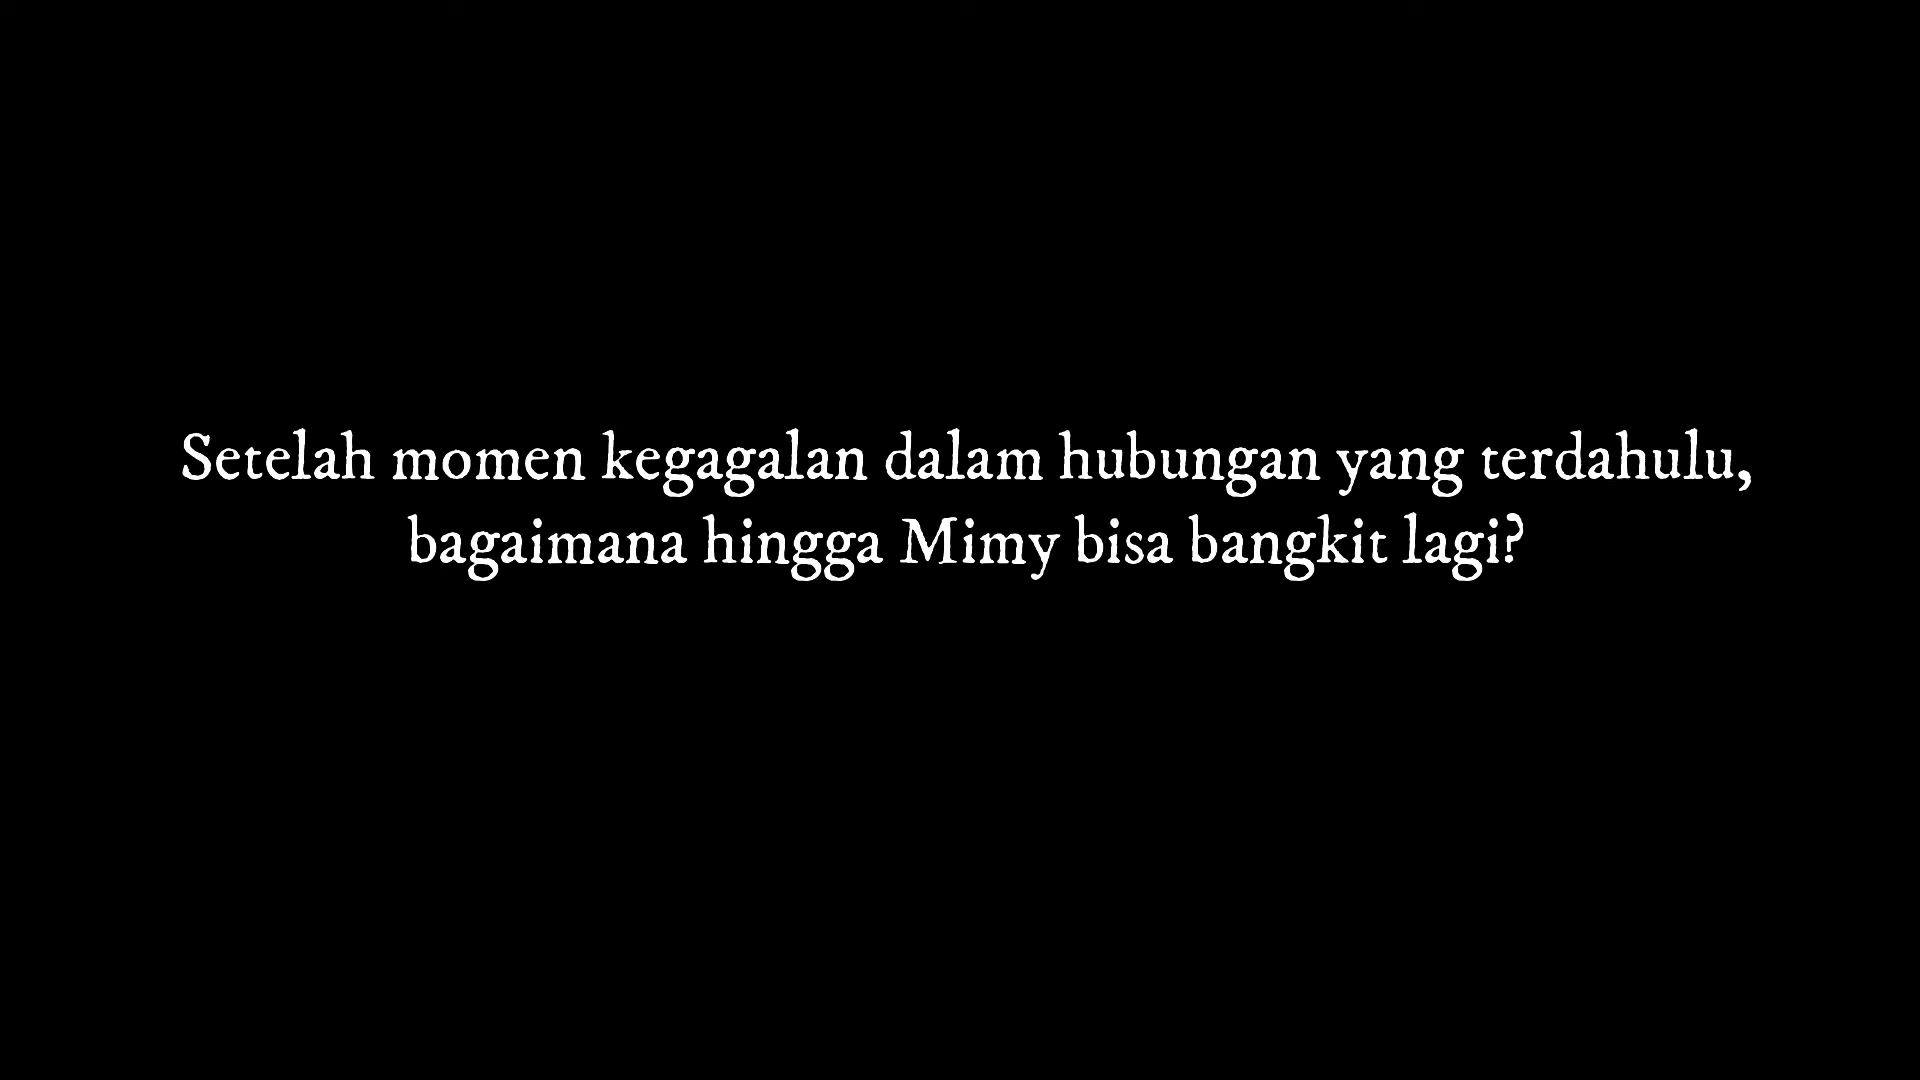 Setelah momen kegagalan dalam hubungan yang terdahulu,
bagaimana hingga Mimy bisa bangkit lagi?